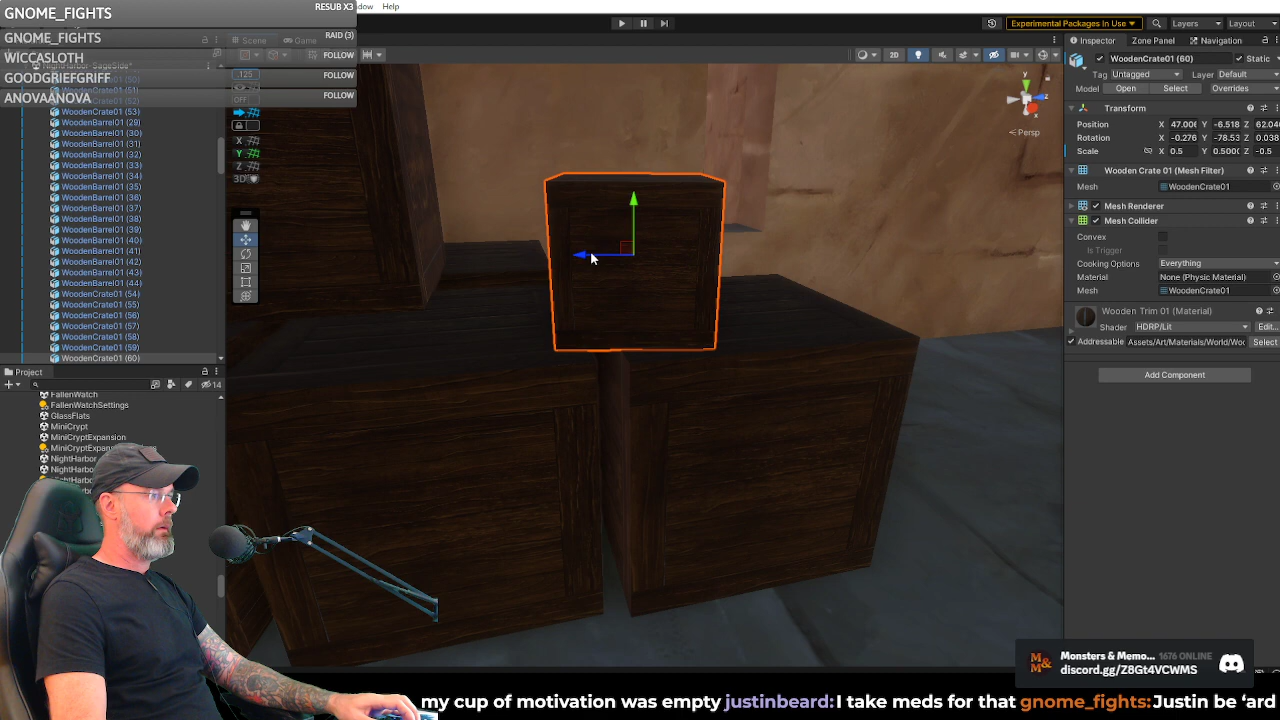 GNOME_FIGHTS RESUB X3
GNOME_FIGHTS RAID (3)
WICCASLOTH FOLLOW
GOODGRIEFGRIFF FOLLOW
ANOVAANOVA FOLLOW
Help
Experimental Packages In Use
Layers
Layout
Scene
Game
2D
.125
OFF
X
Y
Z
3D
WoodenCrate01 (53)
WoodenBarrel01 (29)
WoodenBarrel01 (30)
WoodenBarrel01 (31)
WoodenBarrel01 (32)
WoodenBarrel01 (33)
WoodenBarrel01 (34)
WoodenBarrel01 (35)
WoodenBarrel01 (36)
WoodenBarrel01 (37)
WoodenBarrel01 (38)
WoodenBarrel01 (39)
WoodenBarrel01 (40)
WoodenBarrel01 (41)
WoodenBarrel01 (42)
WoodenBarrel01 (43)
WoodenBarrel01 (44)
WoodenCrate01 (54)
WoodenCrate01 (55)
WoodenCrate01 (56)
WoodenCrate01 (57)
WoodenCrate01 (58)
WoodenCrate01 (59)
WoodenCrate01 (60)
Project
14
FallenWatch
FallenWatchSettings
GlassFlats
MiniCrypt
MiniCryptExpansion
y
x
z
Persp
Inspector
Zone Panel
Navigation
WoodenCrate01 (60)
Static
Tag Untagged Layer Default
Model Open Select Overrides
Transform
Position X 47.00 Y -6.518 Z 62.04
Rotation X -0.276 Y -78.53 Z 0.038
Scale X 0.5 Y 0.500 Z -0.5
Wooden Crate 01 (Mesh Filter)
Mesh WoodenCrate01
Mesh Renderer
Mesh Collider
Convex
Is Trigger
Cooking Options Everything
Material None (Physic Material)
Mesh WoodenCrate01
Wooden Trim 01 (Material)
Shader HDRP/Lit Edit...
Addressable Assets/Art/Materials/World/Woo Select
Add Component
Monsters & Memo... 1676 ONLINE
discord.gg/Z8Gt4VCWMS
M&M
my cup of motivation was empty justinbeard: I take meds for that gnome_fights: Justin be 'ard